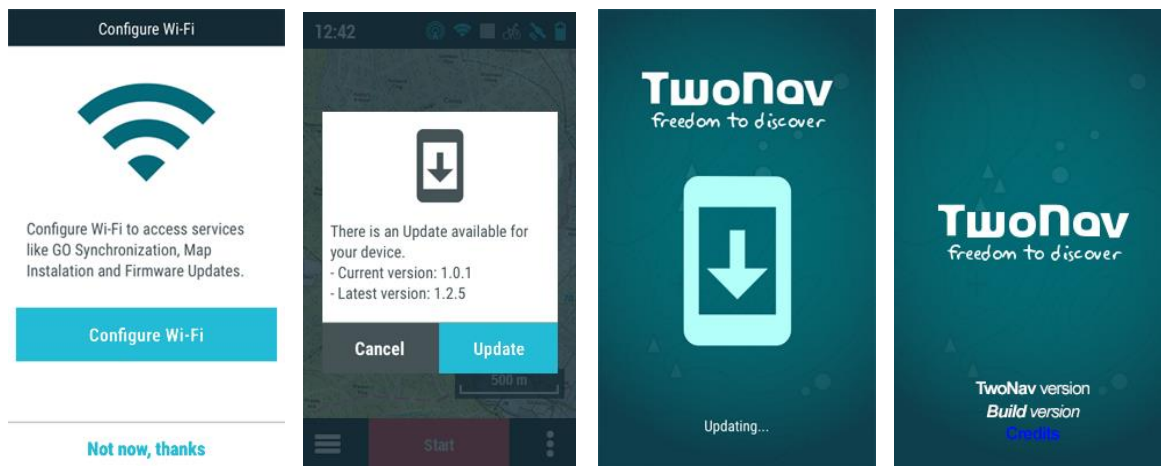 Configure Wi-Fi
Configure Wi-Fi to access services
like GO Synchronization, Map
Instalation and Firmware Updates.
Configure Wi-Fi
Not now, thanks
12:42
There is an Update available for
your device.
- Current version: 1.0.1
- Latest version: 1.2.5
Cancel
Update
500 m
Start
TwoNav
freedom to discover
Updating...
TwoNav
freedom to discover
TwoNav version
Build version
Credits